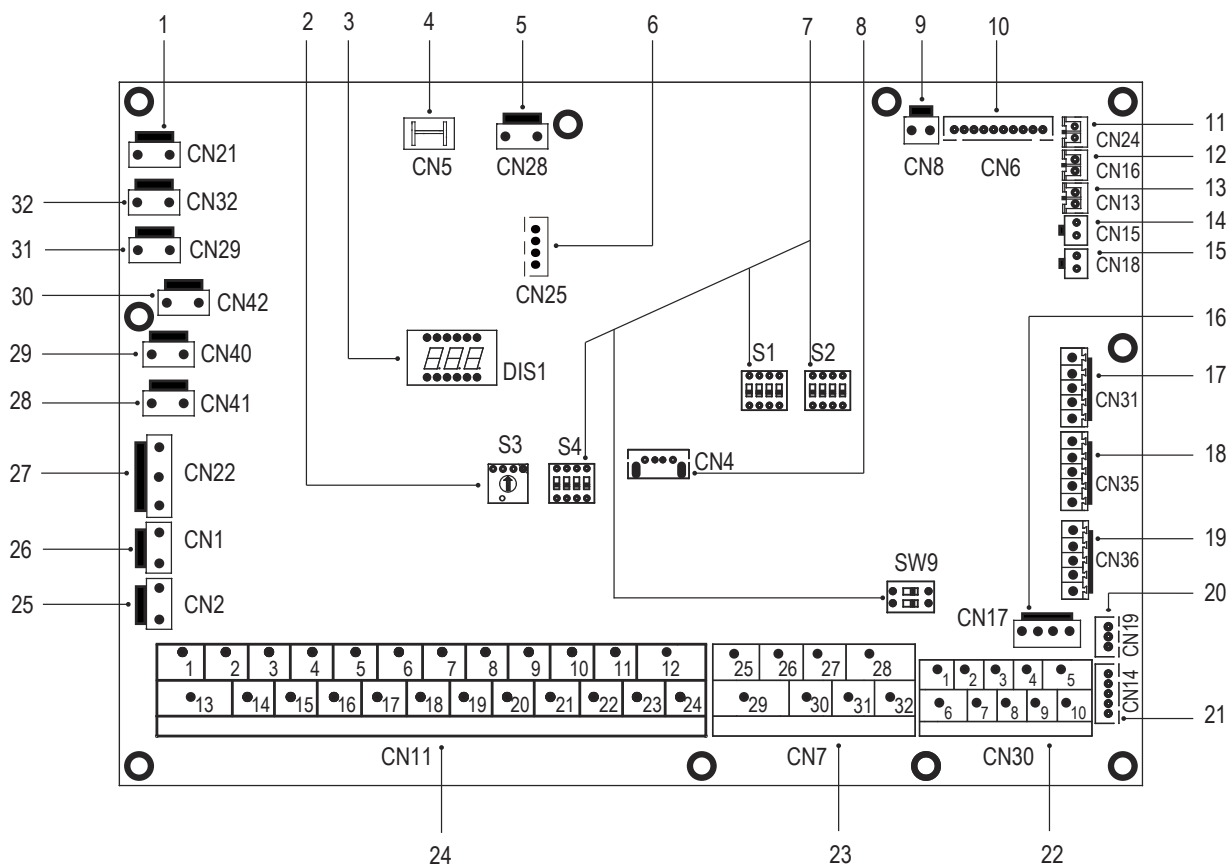 1 2 3 4 5 6 7 8 9 10
CN21
CN5
CN28
CN8
CN6
CN24
11
CN16
12
CN13
13
CN15
14
CN18
15
32
CN32
31
CN29
30
CN42
CN25
29
CN40
28
CN41
DIS1
S1
S2
16
CN31
17
27
CN22
S3
S4
CN4
CN35
18
26
CN1
25
CN2
SW9
CN36
19
CN17
CN19
20
1 2 3 4 5 6 7 8 9 10 11 12
13 14 15 16 17 18 19 20 21 22 23 24
25 26 27 28
29 30 31 32
1 2 3 4 5
6 7 8 9 10
CN14
21
CN11
CN7
CN30
24
23
22